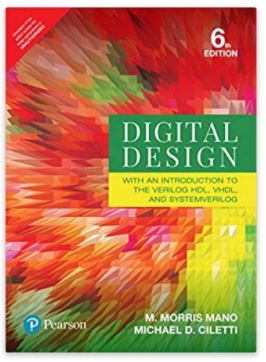 6th
EDITION
DIGITAL
DESIGN
WITH AN INTRODUCTION TO
THE VERILOG HDL, VHDL,
AND SYSTEMVERILOG
M. MORRIS MANO
MICHAEL D. CILETTI
Pearson